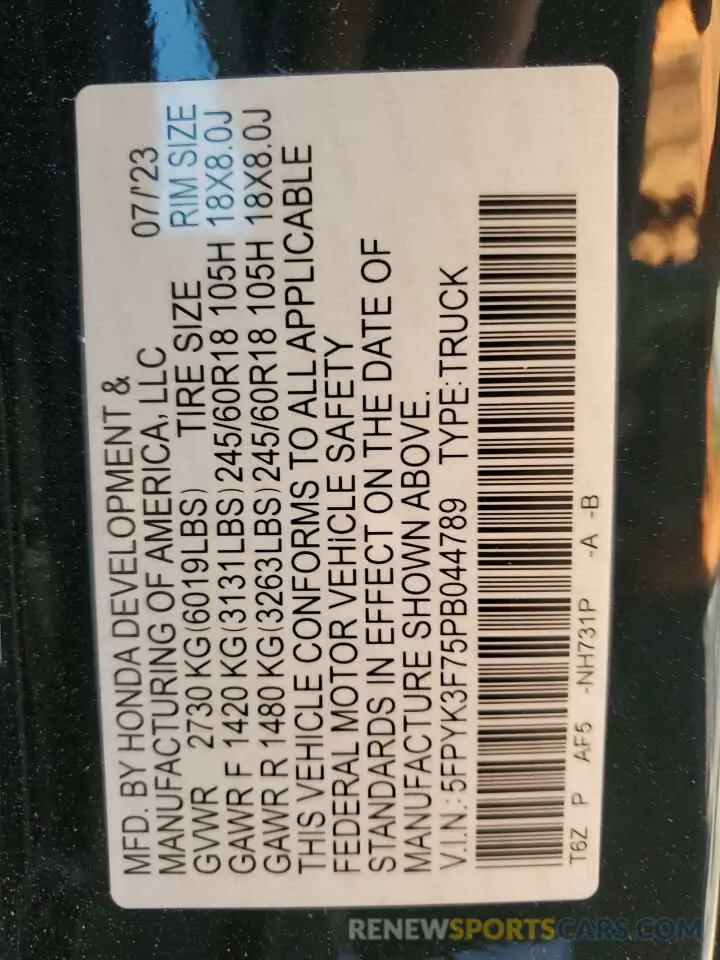 MFD. BY HONDA DEVELOPMENT &
MANUFACTURING OF AMERICA, LLC 07/'23
GVWR 2730 KG(6019LBS) TIRE SIZE RIM SIZE
GAWR F 1420 KG(3131LBS) 245/60R18 105H 18X8.0J
GAWR R 1480 KG(3263LBS) 245/60R18 105H 18X8.0J
THIS VEHICLE CONFORMS TO ALL APPLICABLE
FEDERAL MOTOR VEHICLE SAFETY
STANDARDS IN EFFECT ON THE DATE OF
MANUFACTURE SHOWN ABOVE.
V.I.N.: 5FPYK3F75PB044789 TYPE: TRUCK
T6Z P AF5 -NH731P -A -B
RENEWSPORTSCARS.COM